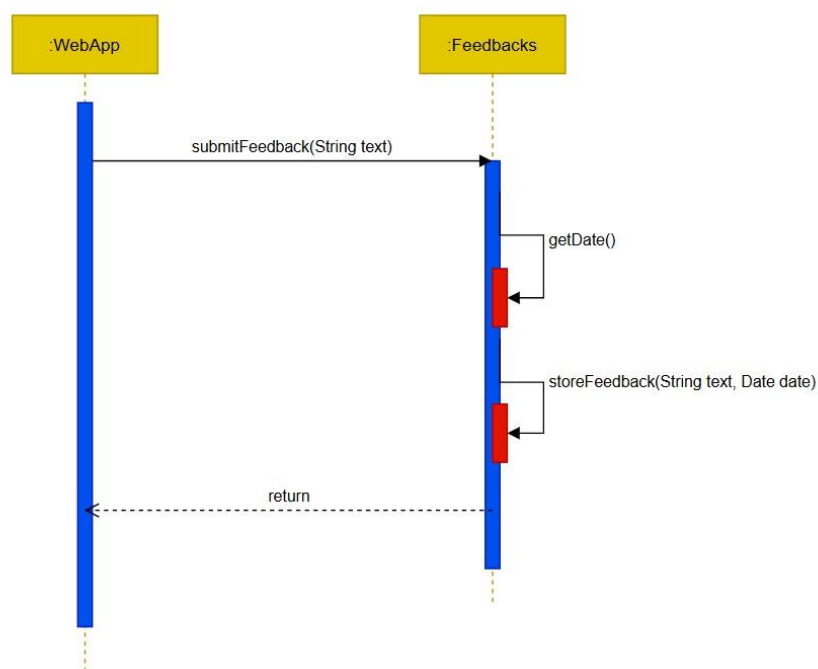 :WebApp
:Feedbacks
submitFeedback(String text)
getDate()
storeFeedback(String text, Date date)
return